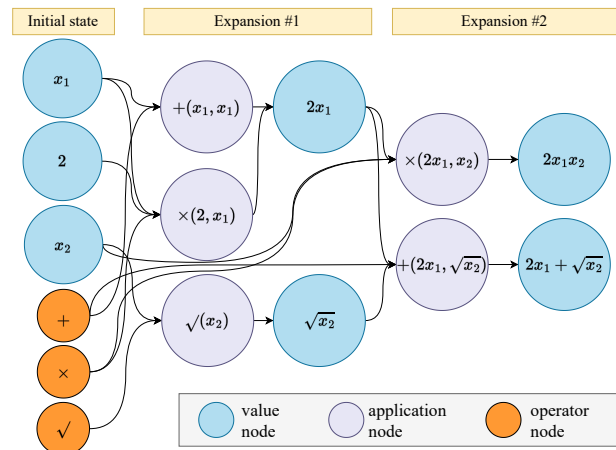 Initial state
Expansion #1
Expansion #2
x₁
+(x₁, x₁)
2x₁
2
×(2, x₁)
×(2x₁, x₂)
2x₁x₂
x₂
+(2x₁, √x₂)
2x₁ + √x₂
+
√(x₂)
√x₂
×
√
value
node
application
node
operator
node